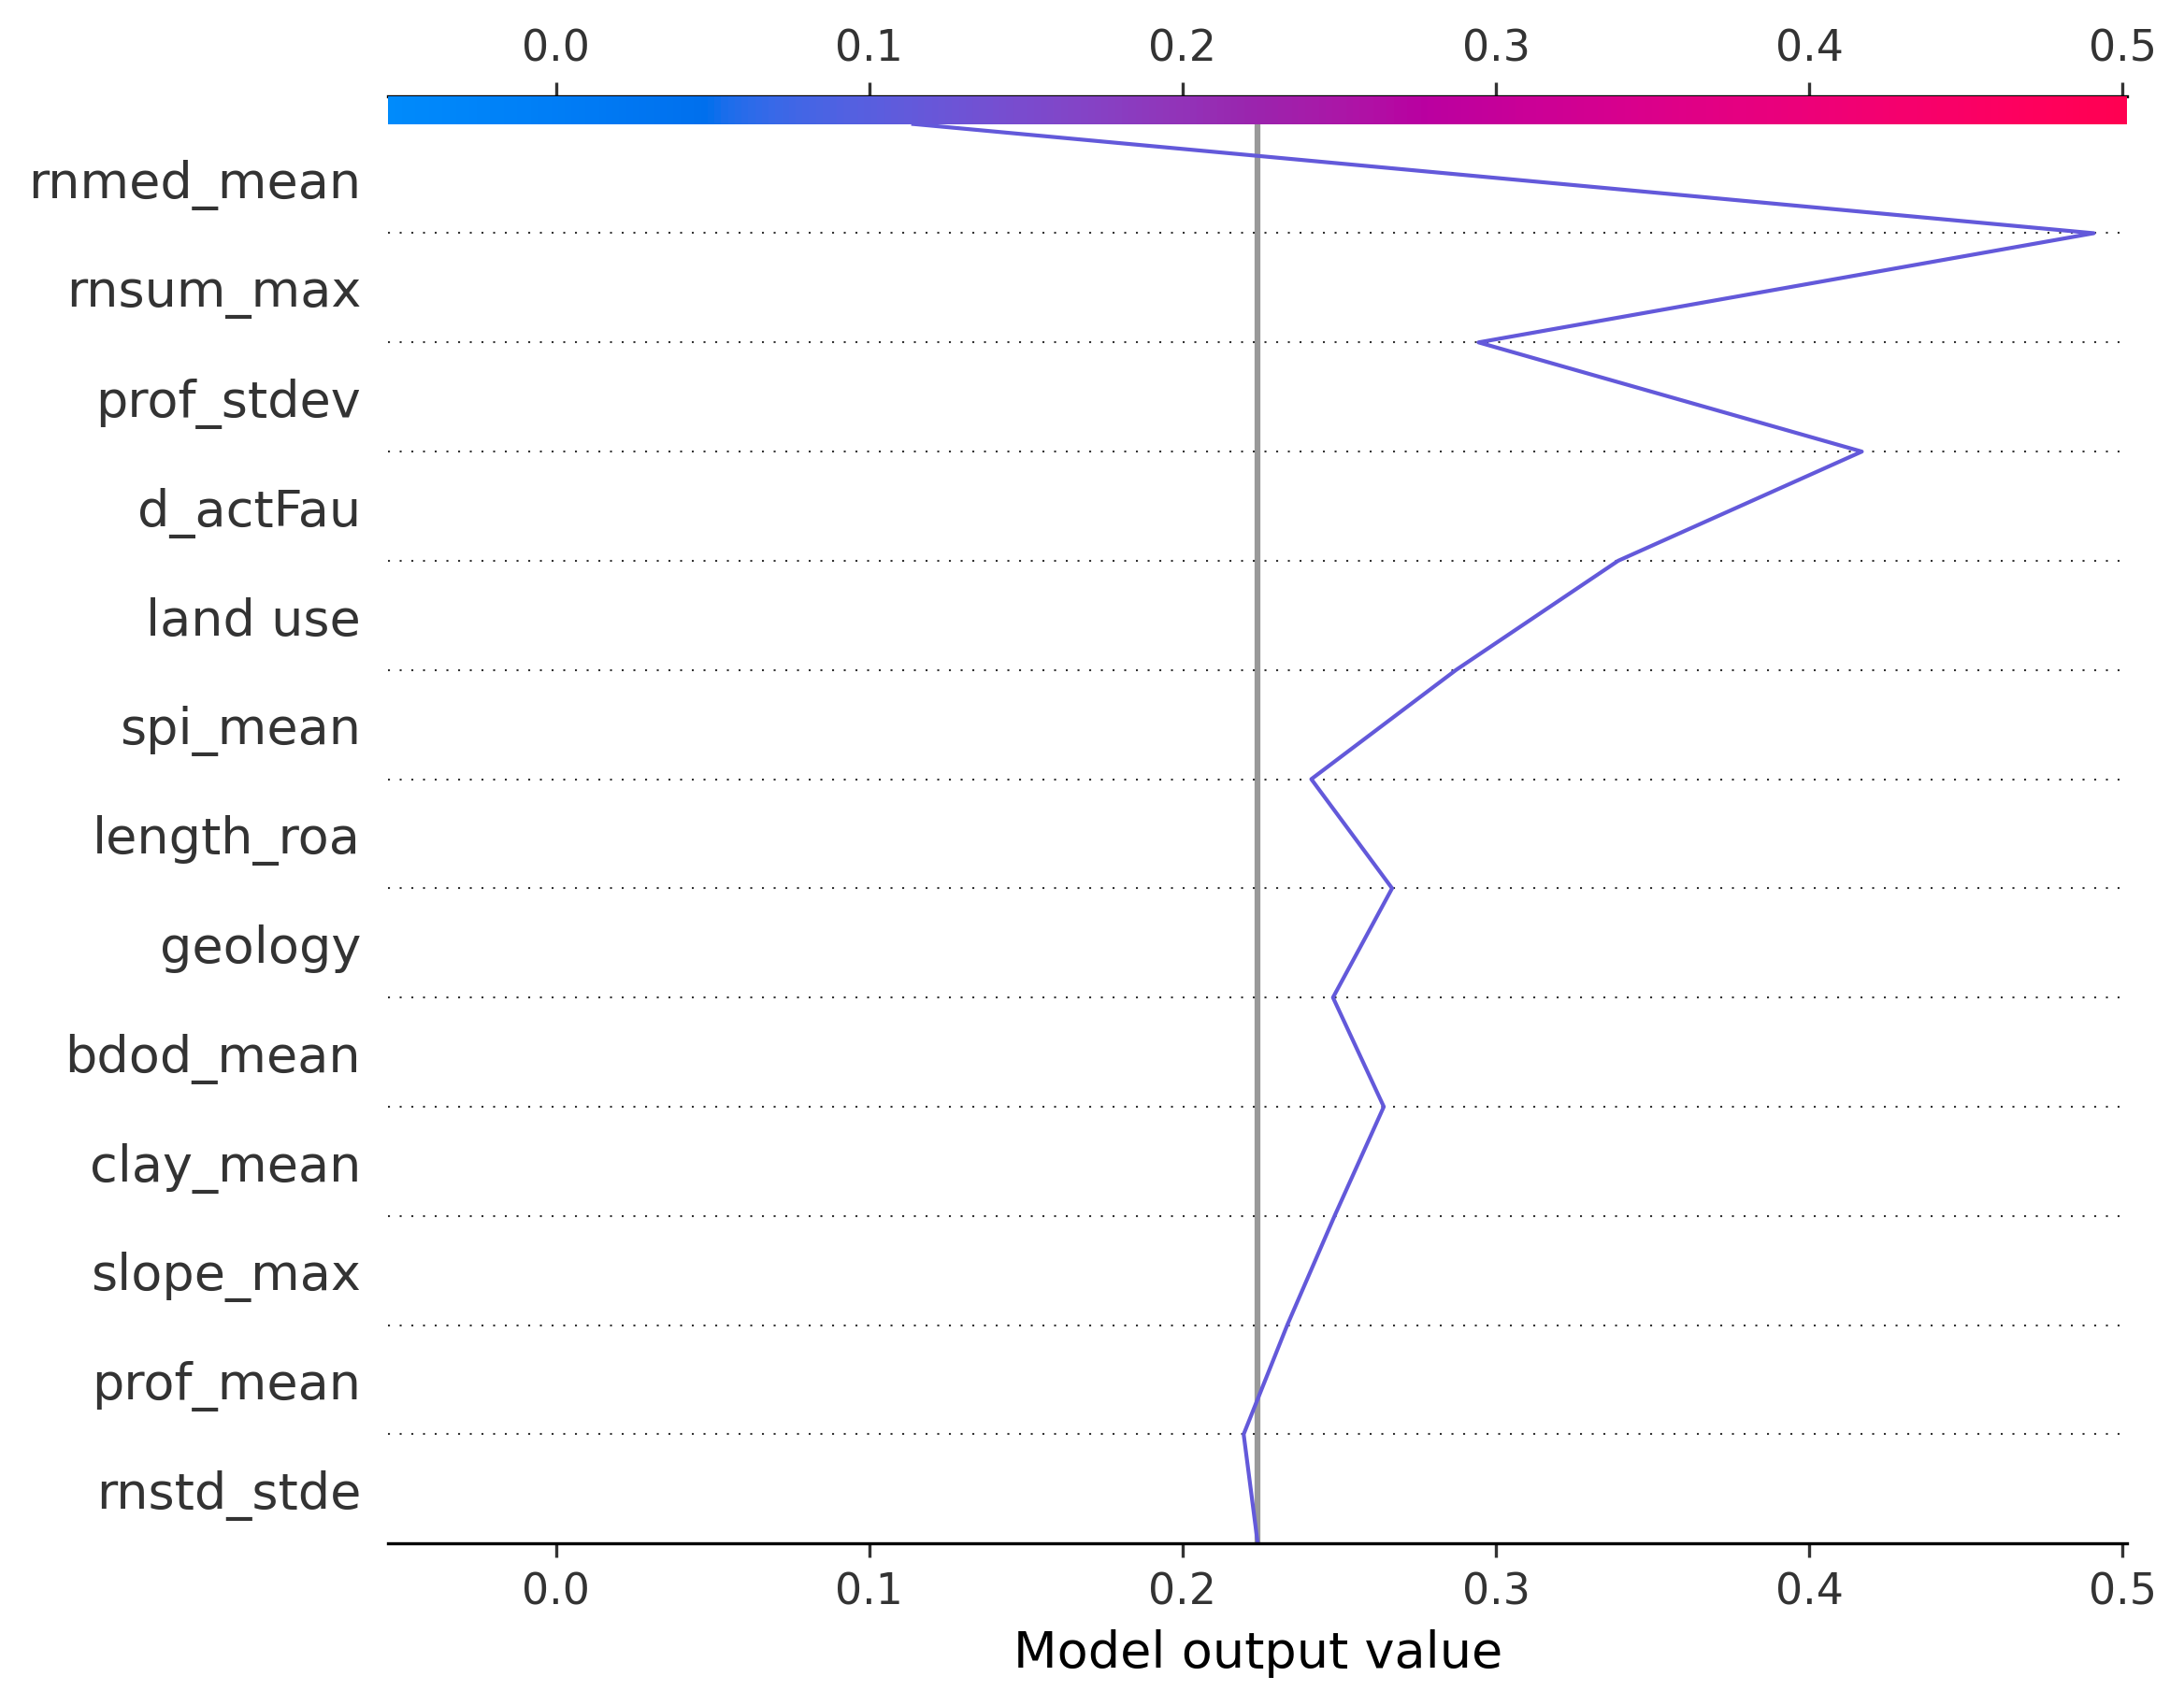 0.0 0.1 0.2 0.3 0.4 0.5
rnmed_mean
rnsum_max
prof_stdev
d_actFau
land use
spi_mean
length_roa
geology
bdod_mean
clay_mean
slope_max
prof_mean
rnstd_stde
0.0 0.1 0.2 0.3 0.4 0.5
Model output value